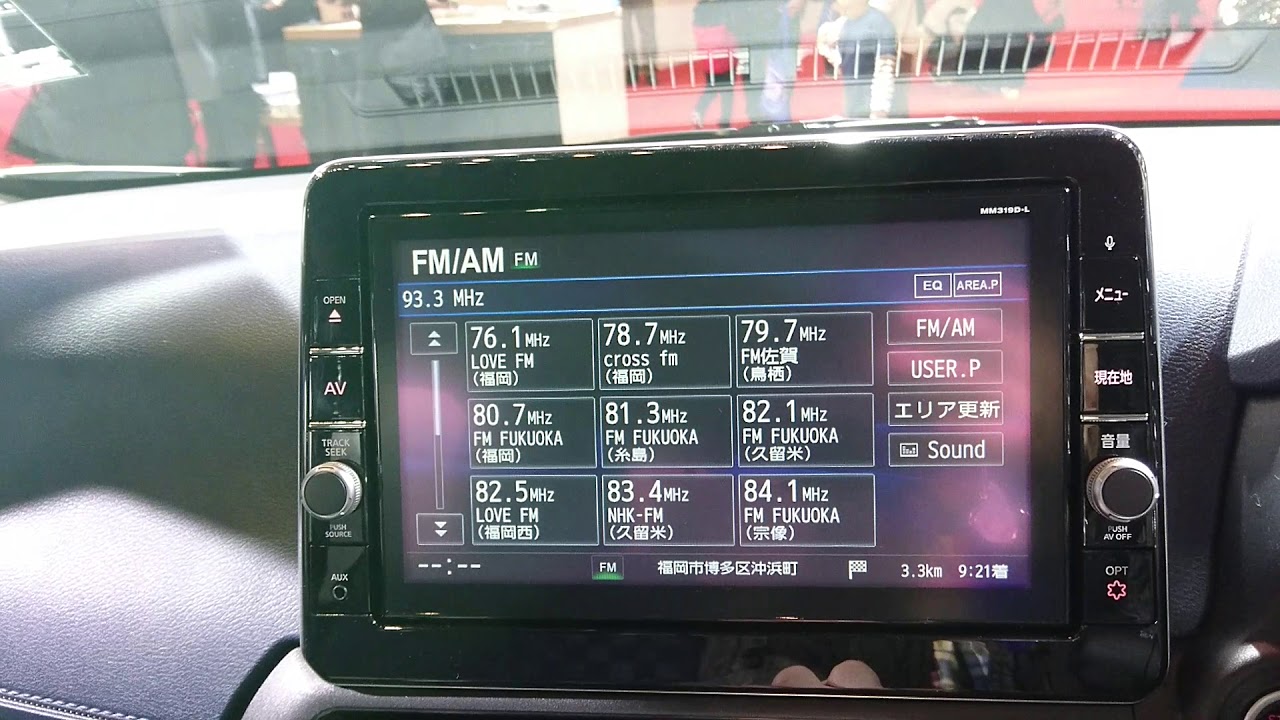 MM319D-L
OPEN
AV
TRACK
SEEK
PUSH
SOURCE
AUX
FM/AM FM
93.3 MHz
EQ AREA.P
76.1MHz
LOVE FM
(福岡)
78.7MHz
cross fm
(福岡)
79.7MHz
FM佐賀
(鳥栖)
80.7MHz
FM FUKUOKA
(福岡)
81.3MHz
FM FUKUOKA
(糸島)
82.1MHz
FM FUKUOKA
(久留米)
82.5MHz
LOVE FM
(福岡西)
83.4MHz
NHK-FM
(久留米)
84.1MHz
FM FUKUOKA
(宗像)
FM/AM
USER.P
エリア更新
Sound
--:-- FM 福岡市博多区沖浜町 3.3km 9:21着
メニュー
現在地
音量
PUSH
AV OFF
OPT